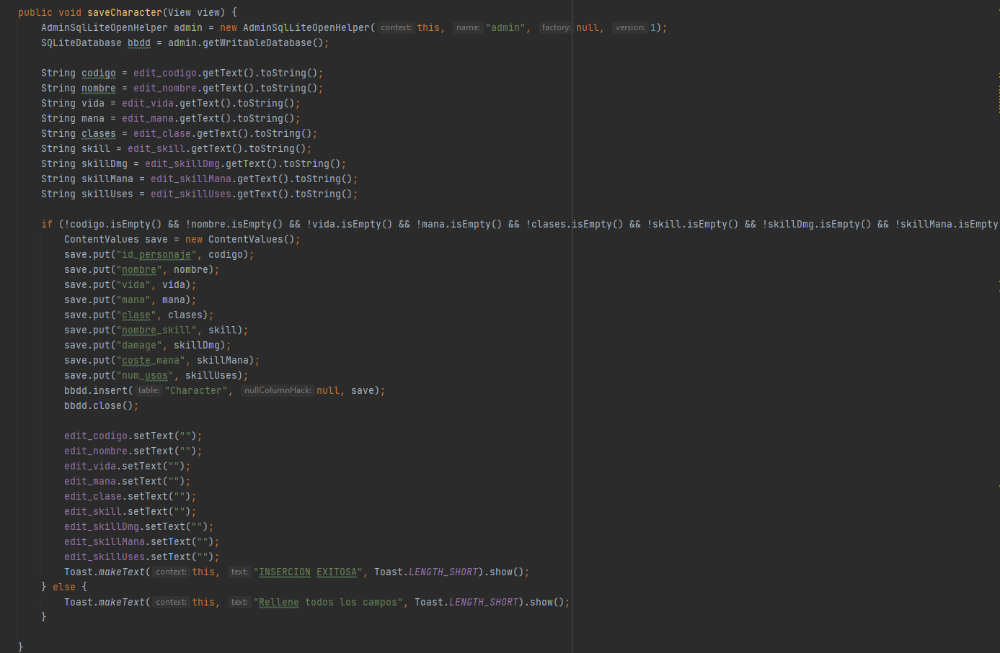 public void saveCharacter(View view) {
AdminSqlLiteOpenHelper admin = new AdminSqlLiteOpenHelper( context: this, name: "admin", factory: null, version: 1);
SQLiteDatabase bbdd = admin.getWritableDatabase();
String codigo = edit_codigo.getText().toString();
String nombre = edit_nombre.getText().toString();
String vida = edit_vida.getText().toString();
String mana = edit_mana.getText().toString();
String clases = edit_clase.getText().toString();
String skill = edit_skill.getText().toString();
String skillDmg = edit_skillDmg.getText().toString();
String skillMana = edit_skillMana.getText().toString();
String skillUses = edit_skillUses.getText().toString();
if (!codigo.isEmpty() && !nombre.isEmpty() && !vida.isEmpty() && !mana.isEmpty() && !clases.isEmpty() && !skill.isEmpty() && !skillDmg.isEmpty() && !skillMana.isEmpty
ContentValues save = new ContentValues();
save.put("id_personaje", codigo);
save.put("nombre", nombre);
save.put("vida", vida);
save.put("mana", mana);
save.put("clase", clases);
save.put("nombre_skill", skill);
save.put("damage", skillDmg);
save.put("coste_mana", skillMana);
save.put("num_usos", skillUses);
bbdd.insert( table: "Character", nullColumnHack: null, save);
bbdd.close();
edit_codigo.setText("");
edit_nombre.setText("");
edit_vida.setText("");
edit_mana.setText("");
edit_clase.setText("");
edit_skill.setText("");
edit_skillDmg.setText("");
edit_skillMana.setText("");
edit_skillUses.setText("");
Toast.makeText( context: this, text: "INSERCION EXITOSA", Toast.LENGTH_SHORT).show();
} else {
Toast.makeText( context: this, text: "Rellene todos los campos", Toast.LENGTH_SHORT).show();
}
}